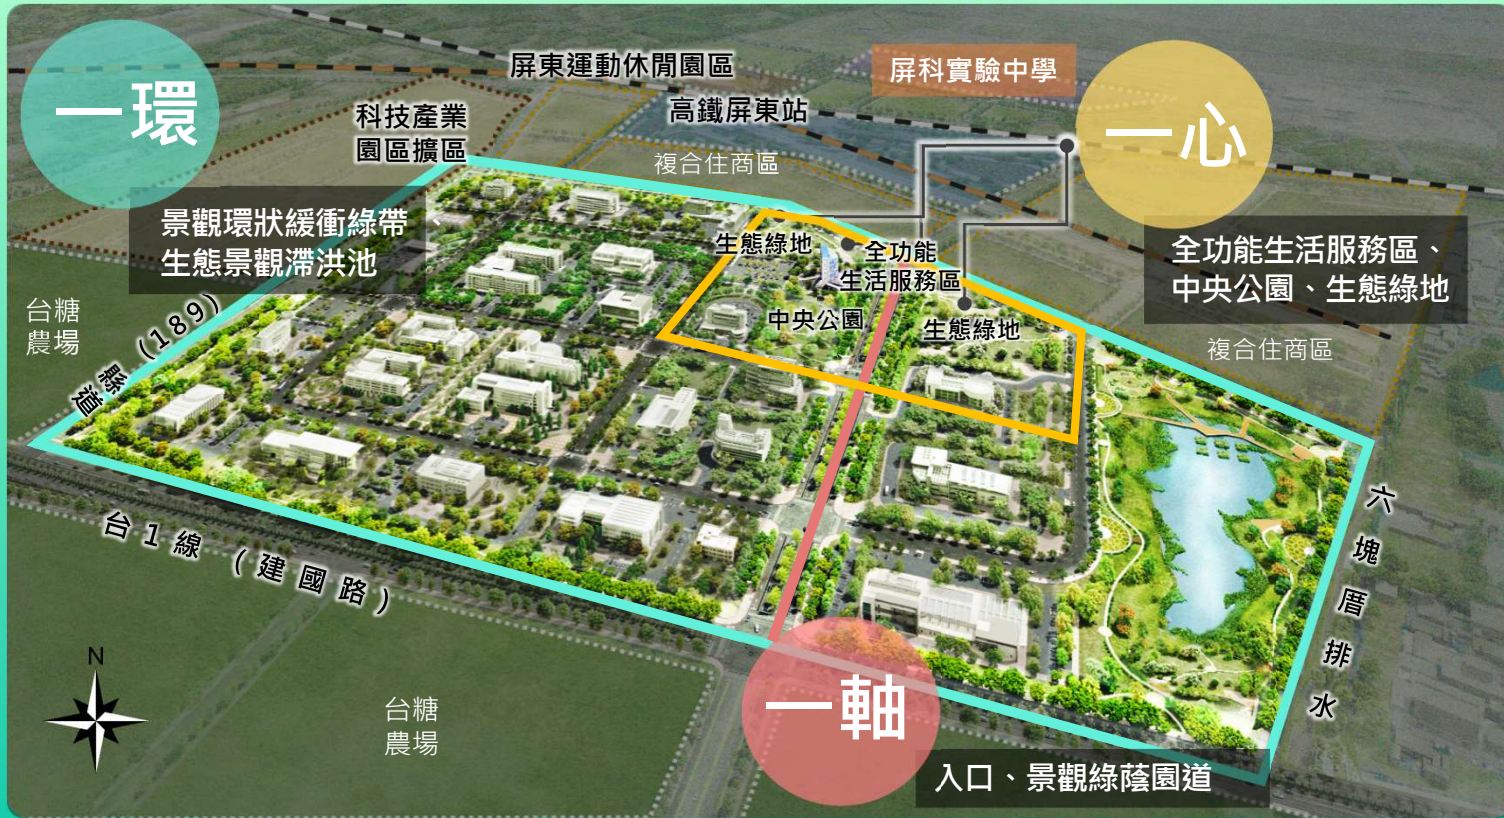 一環
景觀環狀緩衝綠帶、
生態景觀滯洪池
科技產業
園區擴區
屏東運動休閒園區
高鐵屏東站
複合住商區
屏科實驗中學
一心
全功能生活服務區、
中央公園、生態綠地
複合住商區
生態綠地
全功能
生活服務區
中央公園
生態綠地
台糖
農場
縣道(189)
台1線(建國路)
六塊厝排水
N
台糖
農場
一軸
入口、景觀綠蔭園道